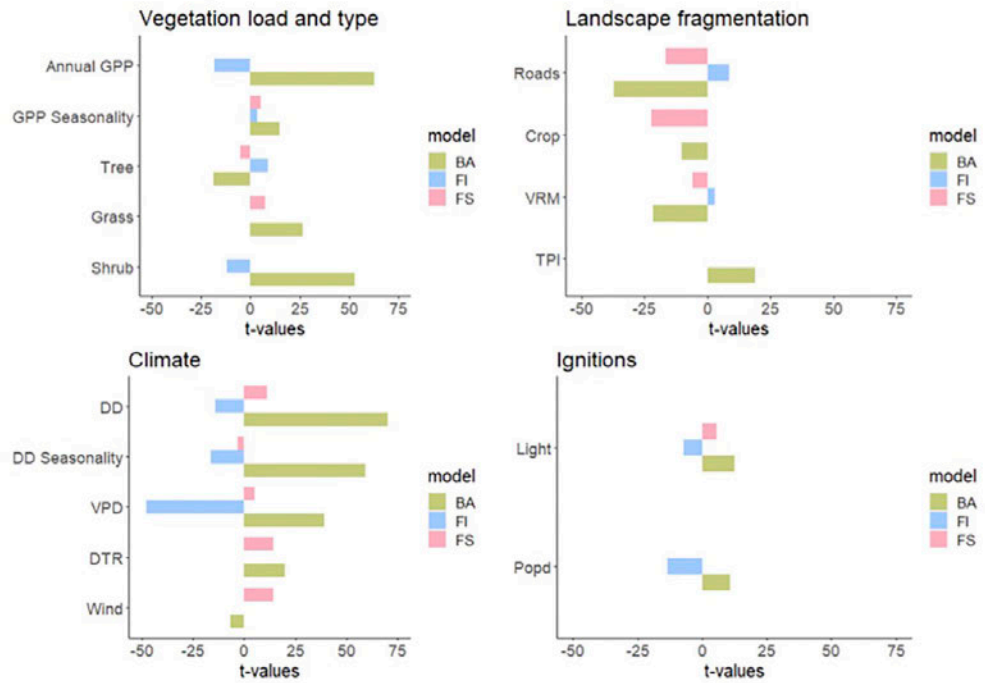 Vegetation load and type
Annual GPP
GPP Seasonality
Tree
Grass
Shrub
-50 -25 0 25 50 75
t-values
model
BA
FI
FS
Landscape fragmentation
Roads
Crop
VRM
TPI
-50 -25 0 25 50 75
t-values
model
BA
FI
FS
Climate
DD
DD Seasonality
VPD
DTR
Wind
-50 -25 0 25 50 75
t-values
model
BA
FI
FS
Ignitions
Light
Popd
-50 -25 0 25 50 75
t-values
model
BA
FI
FS